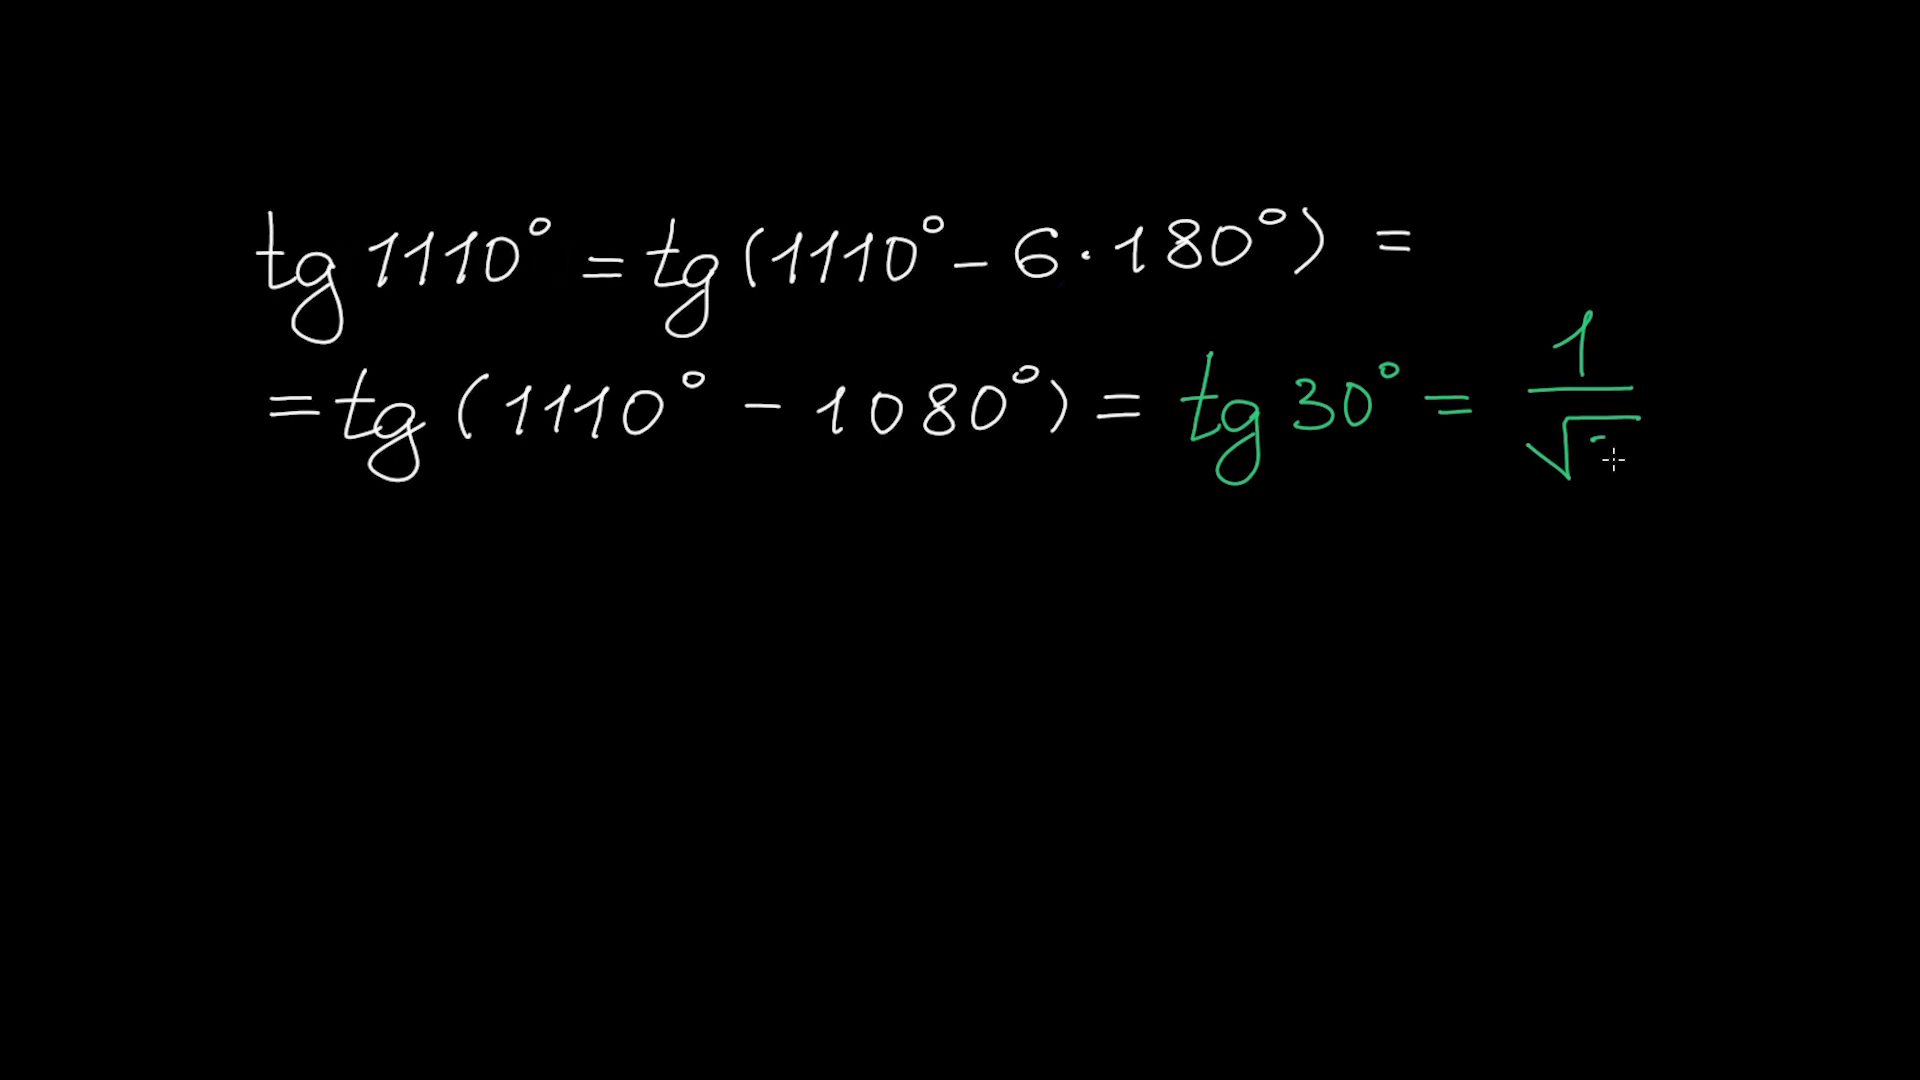 tg 1110° = tg (1110° - 6 · 180°) =
= tg (1110° - 1080°) = tg 30° = 1/√